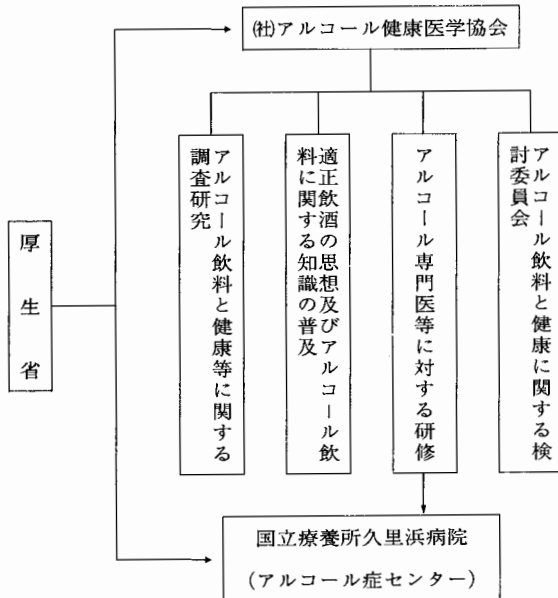 ㈳アルコール健康医学協会
アルコール飲料と健康等に関する
調査研究
適正飲酒の思想及びアルコール飲
料に関する知識の普及
アルコール専門医等に対する研修
アルコール飲料と健康に関する検
討委員会
厚生省
国立療養所久里浜病院
(アルコール症センター)